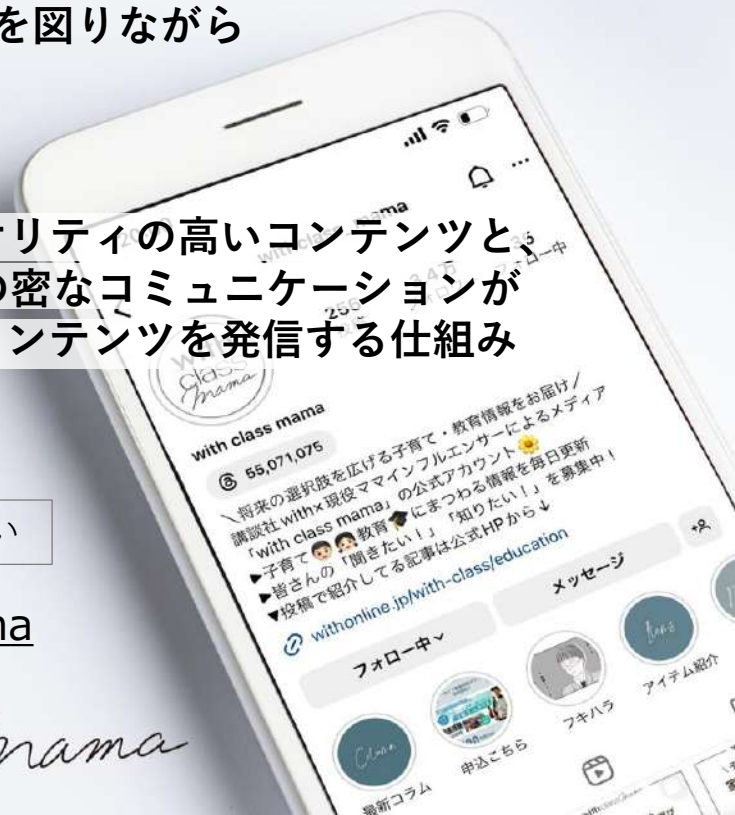 を図りながら
リティの高いコンテンツと、
の密なコミュニケーションが
ンテンツを発信する仕組み
い
mama
with class mama
with class mama
55,071,075
\将来の選択肢を広げる子育て・教育情報をお届け/
講談社 with×現役ママインフルエンサーによるメディア
「with class mama」の公式アカウント🌼
▶子育て👦🏻👧🏻教育🎓にまつわる情報を毎日更新
▶皆さんの「聞きたい！」「知りたい！」を募集中！
▼投稿で紹介してる記事は公式HPから↓
withonline.jp/with-class/education
フォロー中
メッセージ
最新コラム
申込こちら
フキハラ
アイテム紹介